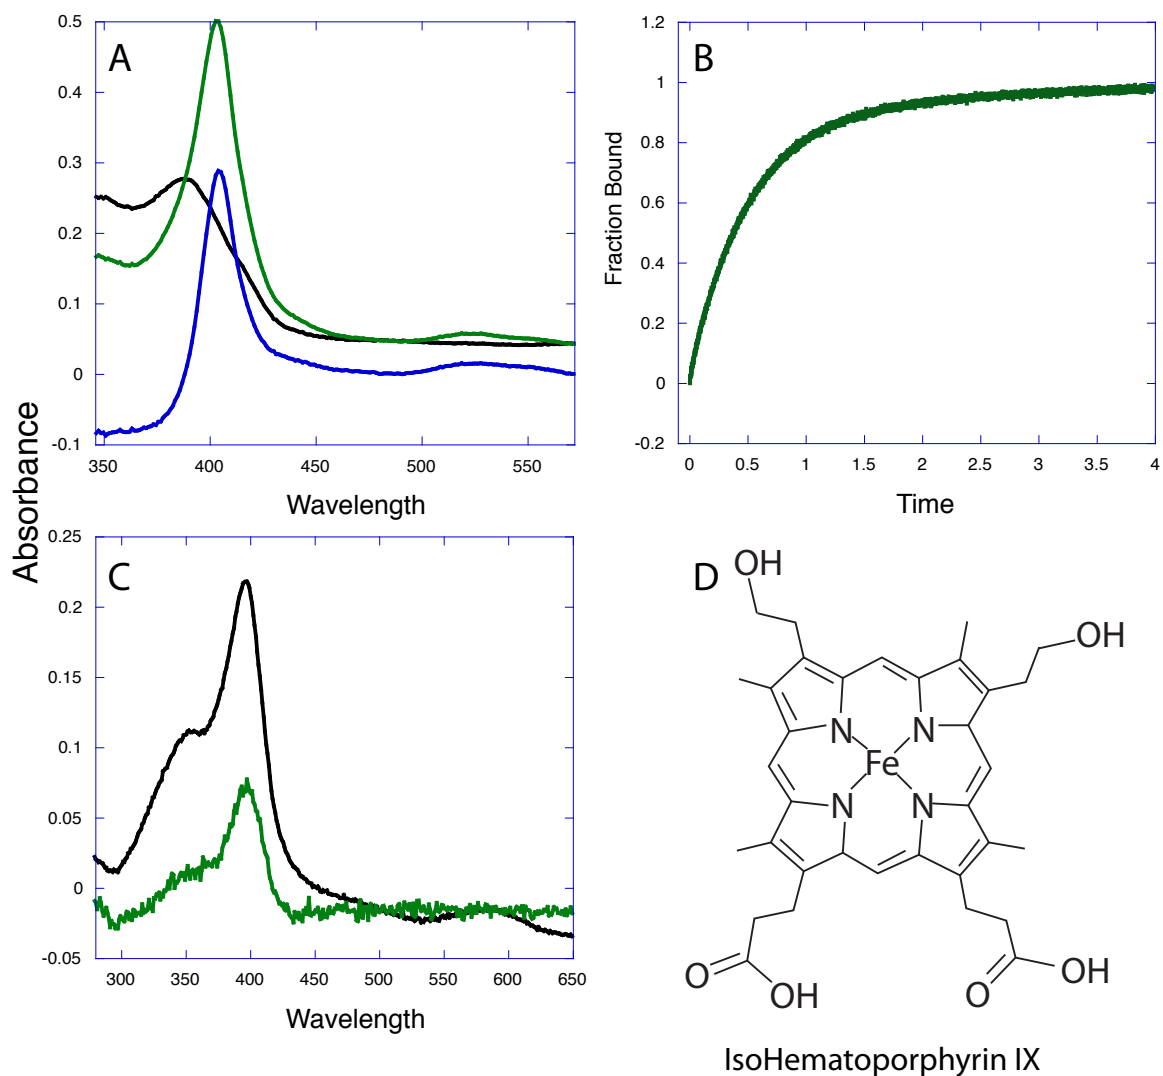 A
0.5
0.4
0.3
0.2
0.1
0
-0.1
350
400
450
500
550
Wavelength
B
1.2
1
0.8
0.6
0.4
0.2
0
-0.2
Fraction Bound
0
0.5
1
1.5
2
2.5
3
3.5
4
Time
Absorbance
C
0.25
0.2
0.15
0.1
0.05
0
-0.05
300
350
400
450
500
550
600
650
Wavelength
D
OH
OH
N
N
Fe
N
N
O
OH
O
OH
IsoHematoporphyrin IX